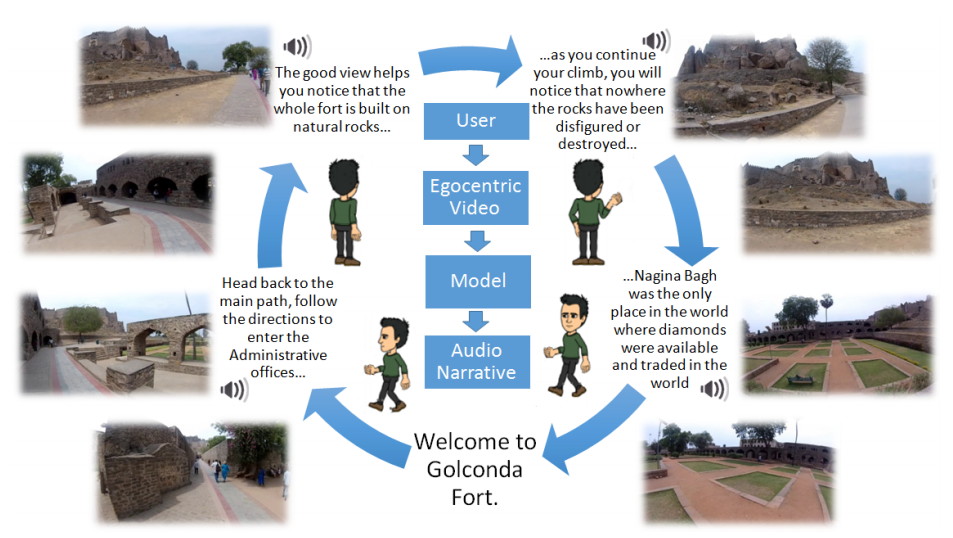 The good view helps
you notice that the
whole fort is built on
natural rocks...
...as you continue
your climb, you will
notice that nowhere
the rocks have been
disfigured or
destroyed...
User
Egocentric
Video
Model
Audio
Narrative
Head back to the
main path, follow
the directions to
enter the
Administrative
offices...
...Nagina Bagh
was the only
place in the world
where diamonds
were available
and traded in the
world
Welcome to
Golconda
Fort.